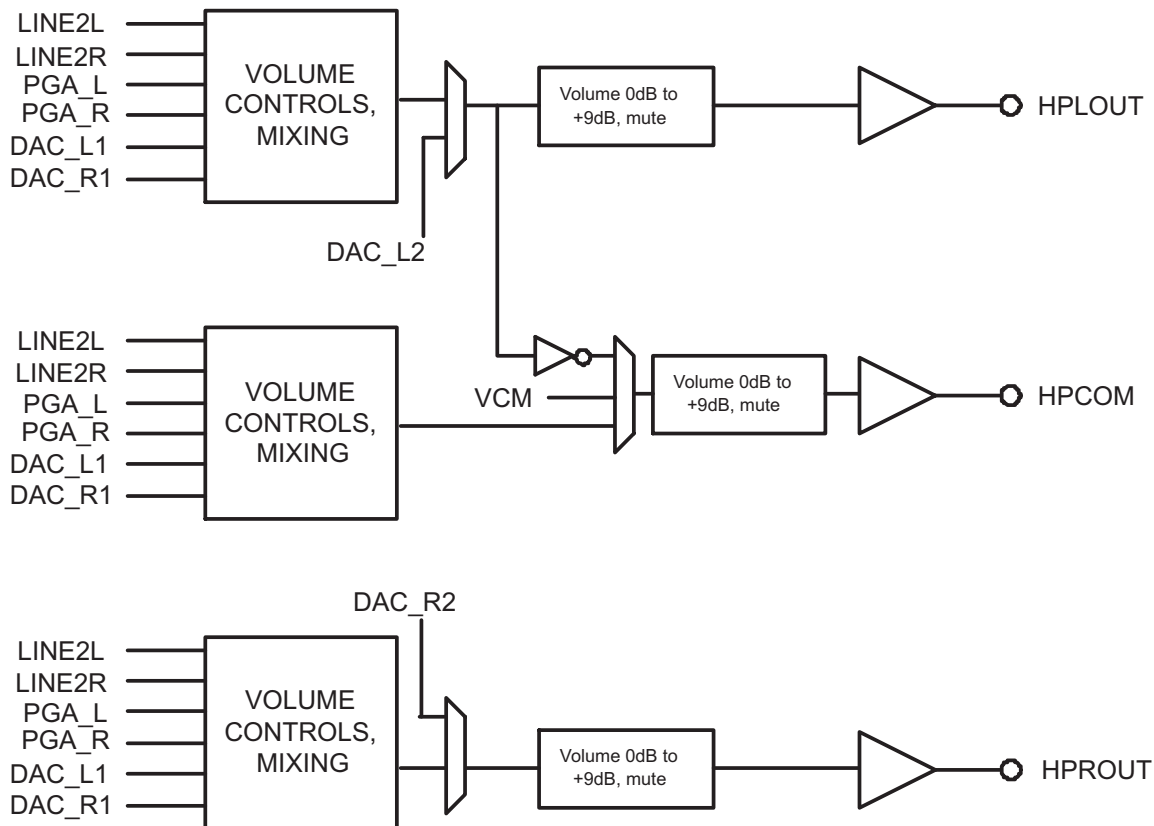 LINE2L
LINE2R
PGA_L
PGA_R
DAC_L1
DAC_R1
VOLUME
CONTROLS,
MIXING
DAC_L2
Volume 0dB to
+9dB, mute
HPLOUT
LINE2L
LINE2R
PGA_L
PGA_R
DAC_L1
DAC_R1
VOLUME
CONTROLS,
MIXING
VCM
Volume 0dB to
+9dB, mute
HPCOM
DAC_R2
LINE2L
LINE2R
PGA_L
PGA_R
DAC_L1
DAC_R1
VOLUME
CONTROLS,
MIXING
Volume 0dB to
+9dB, mute
HPROUT